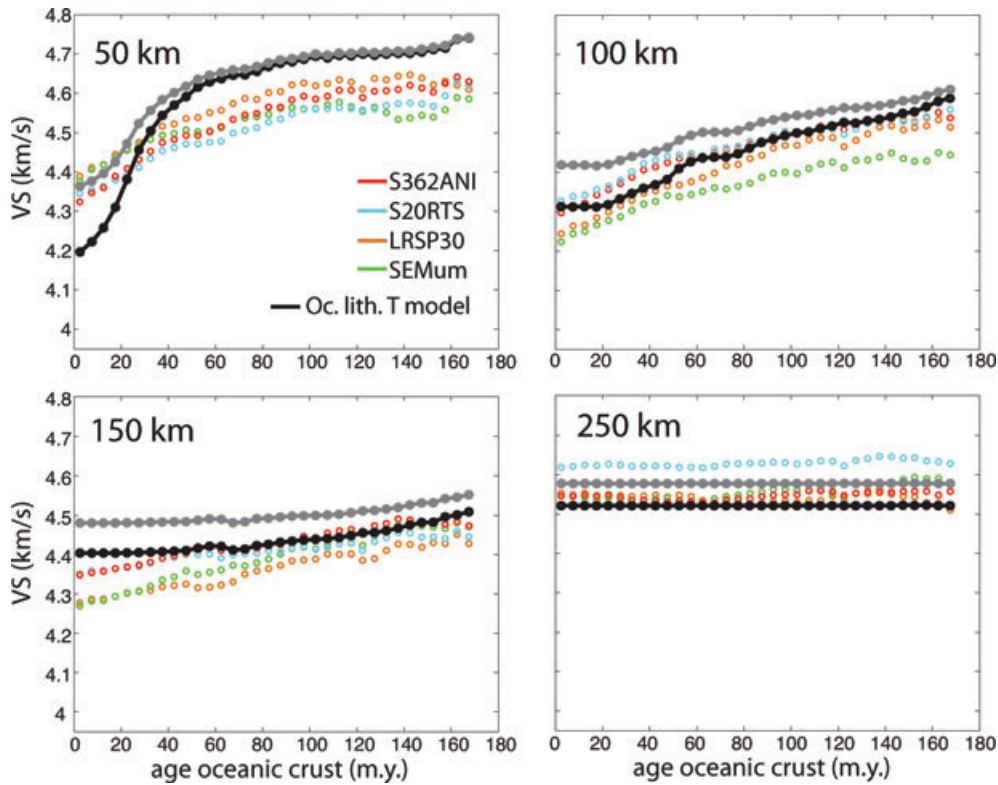 4.8
4.7
4.6
4.5
4.4
4.3
4.2
4.1
4
VS (km/s)
50 km
S362ANI
S20RTS
LRSP30
SEMum
Oc. lith. T model
0 20 40 60 80 100 120 140 160 180
100 km
0 20 40 60 80 100 120 140 160 180
4.8
4.7
4.6
4.5
4.4
4.3
4.2
4.1
4
VS (km/s)
150 km
0 20 40 60 80 100 120 140 160 180
age oceanic crust (m.y.)
250 km
0 20 40 60 80 100 120 140 160 180
age oceanic crust (m.y.)